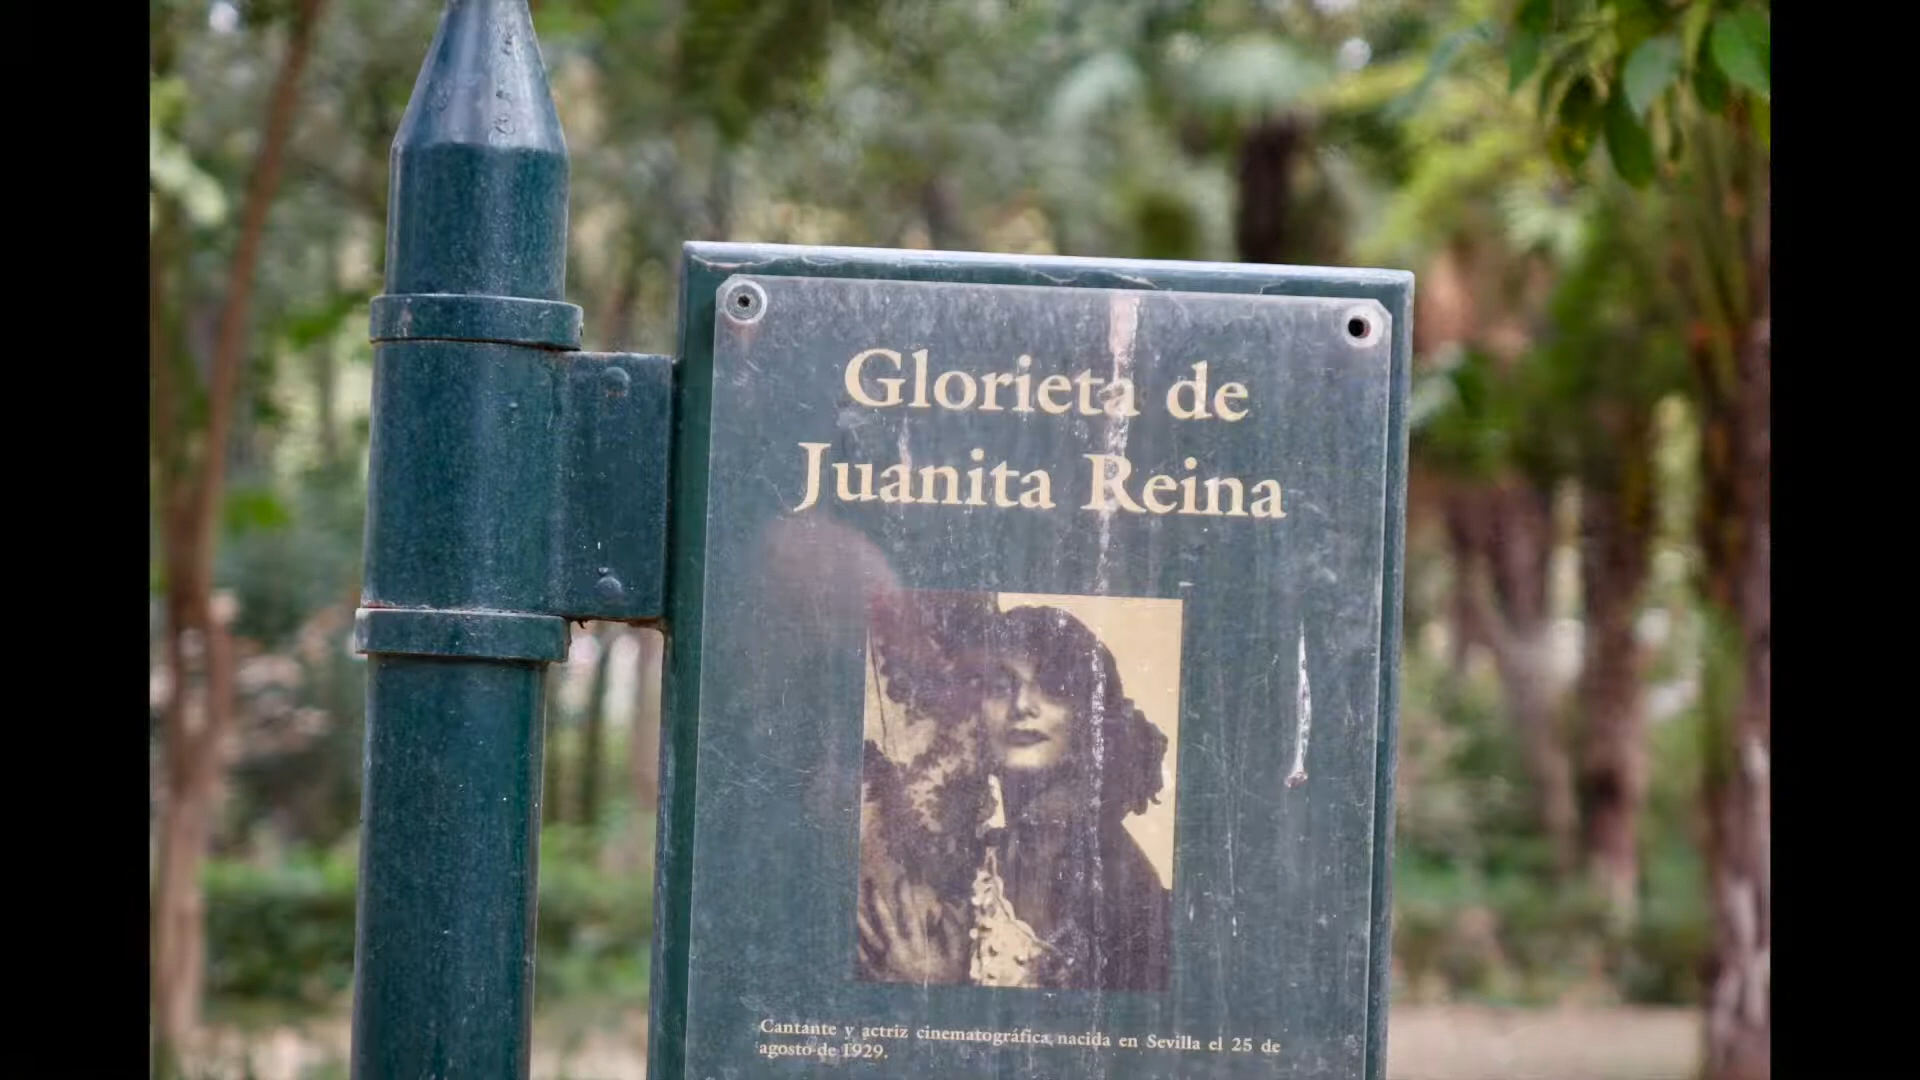 Glorieta de
Juanita Reina
Cantante y actriz cinematográfica nacida en Sevilla el 25 de
agosto de 1929.